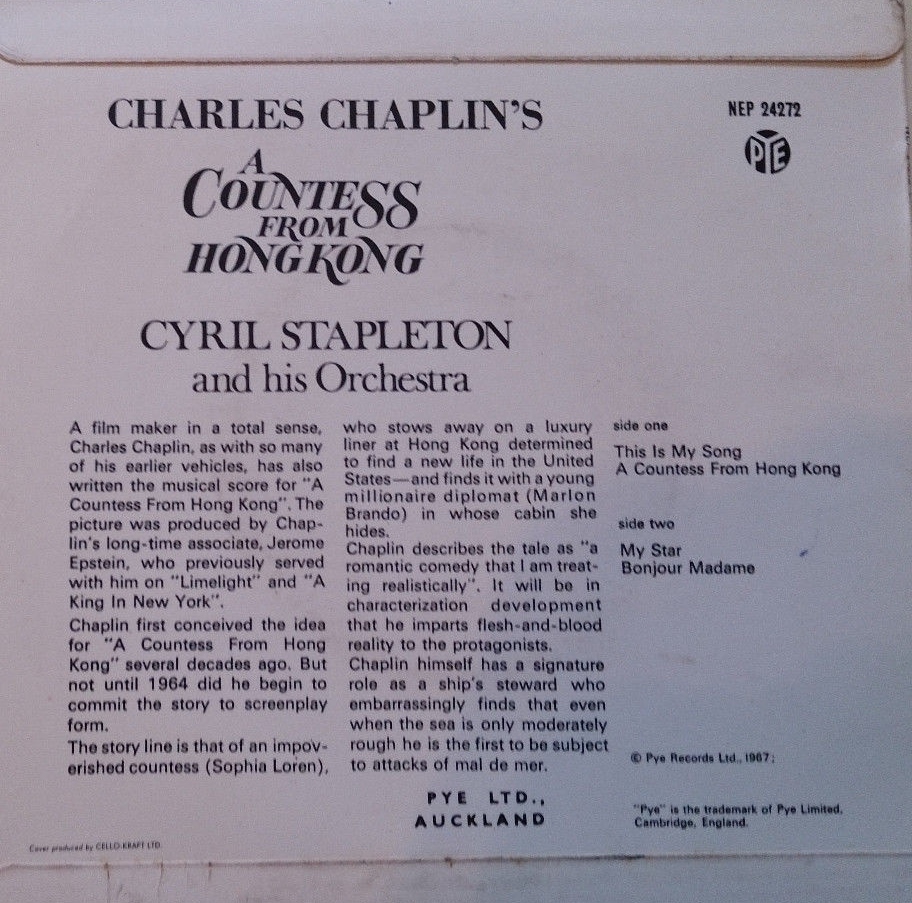 CHARLES CHAPLIN'S
A
COUNTESS
FROM
HONG KONG
CYRIL STAPLETON
and his Orchestra
NEP 24272
PYE
A film maker in a total sense,
Charles Chaplin, as with so many
of his earlier vehicles, has also
written the musical score for "A
Countess From Hong Kong". The
picture was produced by Chap-
lin's long-time associate, Jerome
Epstein, who previously served
with him on "Limelight" and "A
King In New York".
Chaplin first conceived the idea
for "A Countess From Hong
Kong" several decades ago. But
not until 1964 did he begin to
commit the story to screenplay
form.
The story line is that of an impov-
erished countess (Sophia Loren),
who stows away on a luxury
liner at Hong Kong determined
to find a new life in the United
States—and finds it with a young
millionaire diplomat (Marlon
Brando) in whose cabin she
hides.
Chaplin describes the tale as "a
romantic comedy that I am treat-
ing realistically". It will be in
characterization development
that he imparts flesh-and-blood
reality to the protagonists.
Chaplin himself has a signature
role as a ship's steward who
embarrassingly finds that even
when the sea is only moderately
rough he is the first to be subject
to attacks of mal de mer.
side one
This Is My Song
A Countess From Hong Kong
side two
My Star
Bonjour Madame
© Pye Records Ltd., 1967;
"Pye" is the trademark of Pye Limited,
Cambridge, England.
PYE LTD.,
AUCKLAND
Cover produced by CELLO-KRAFT LTD.